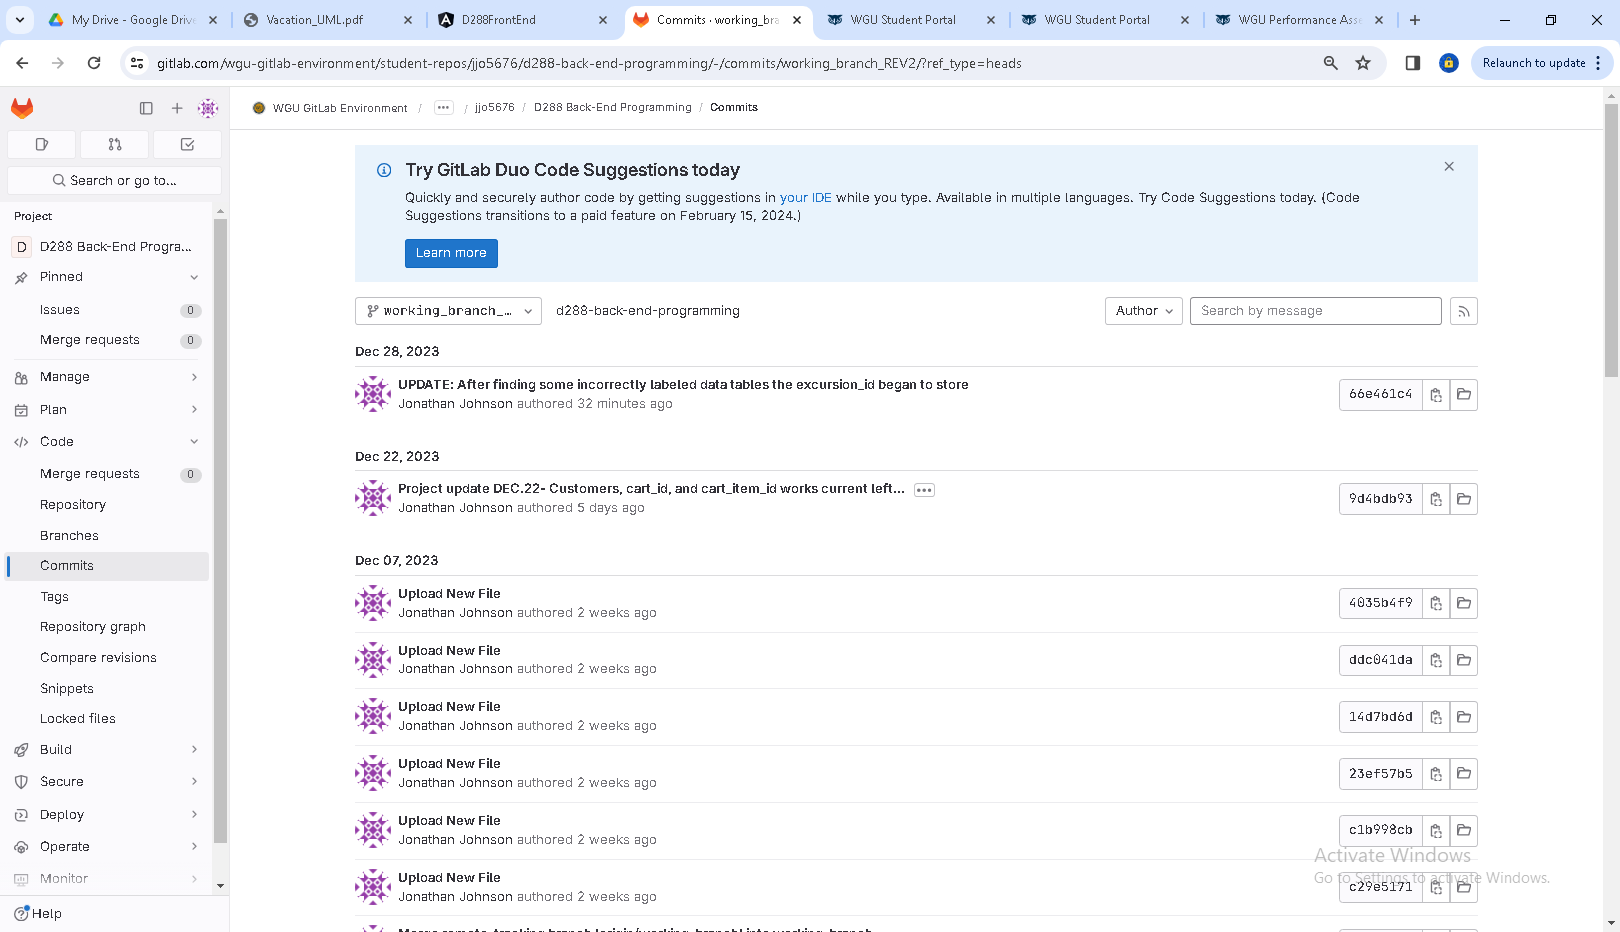 My Drive - Google Drive
Vacation_UML.pdf
D288FrontEnd
Commits · working_bra
WGU Student Portal
WGU Student Portal
WGU Performance Asse
gitlab.com/wgu-gitlab-environment/student-repos/jjo5676/d288-back-end-programming/-/commits/working_branch_REV2/?ref_type=heads
Relaunch to update
WGU GitLab Environment / ... / jjo5676 / D288 Back-End Programming / Commits
Search or go to...
Project
D D288 Back-End Progra...
Pinned
Issues 0
Merge requests 0
Manage
Plan
Code
Merge requests 0
Repository
Branches
Commits
Tags
Repository graph
Compare revisions
Snippets
Locked files
Build
Secure
Deploy
Operate
Monitor
Help
Try GitLab Duo Code Suggestions today
Quickly and securely author code by getting suggestions in your IDE while you type. Available in multiple languages. Try Code Suggestions today. (Code
Suggestions transitions to a paid feature on February 15, 2024.)
Learn more
working_branch_… d288-back-end-programming Author Search by message
Dec 28, 2023
UPDATE: After finding some incorrectly labeled data tables the excursion_id began to store
Jonathan Johnson authored 32 minutes ago
66e461c4
Dec 22, 2023
Project update DEC.22- Customers, cart_id, and cart_item_id works current left...
Jonathan Johnson authored 5 days ago
9d4bdb93
Dec 07, 2023
Upload New File
Jonathan Johnson authored 2 weeks ago
4035b4f9
Upload New File
Jonathan Johnson authored 2 weeks ago
ddc041da
Upload New File
Jonathan Johnson authored 2 weeks ago
14d7bd6d
Upload New File
Jonathan Johnson authored 2 weeks ago
23ef57b5
Upload New File
Jonathan Johnson authored 2 weeks ago
c1b998cb
Upload New File
Jonathan Johnson authored 2 weeks ago
c29e5171
Merge remote-tracking branch 'origin/working_branch' into working_branch
Activate Windows
Go to Settings to activate Windows.